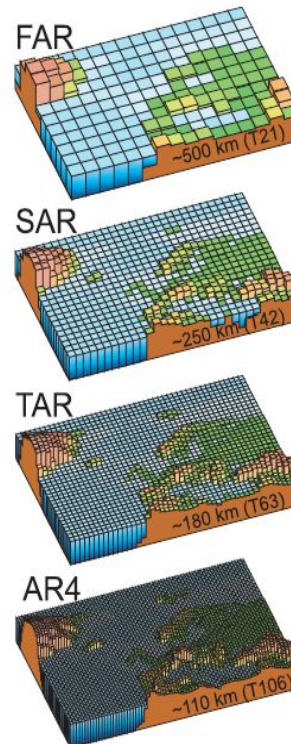 FAR
~500 km (T21)
SAR
~250 km (T42)
TAR
~180 km (T63)
AR4
~110 km (T106)